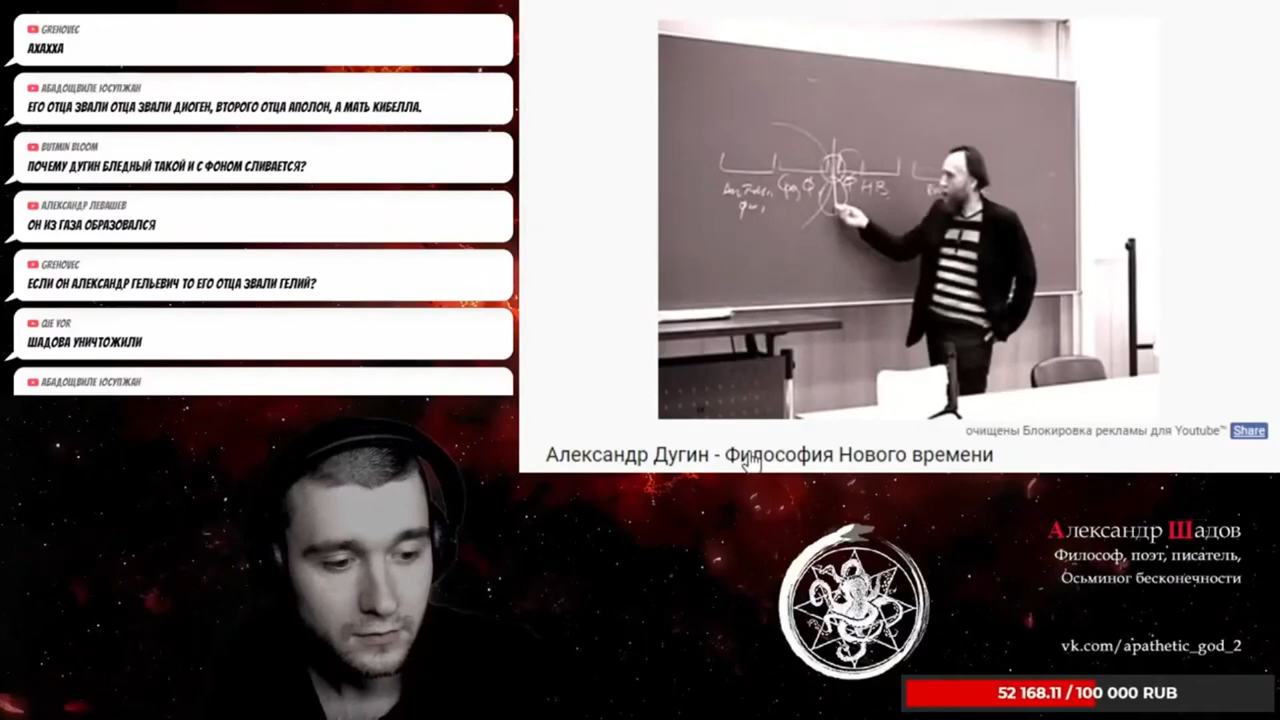 GREHOVEC
АХАХХА
АБАДОЩВИЛЕ ЮСУПЖАН
ЕГО ОТЦА ЗВАЛИ ОТЦА ЗВАЛИ ДИОГЕН, ВТОРОГО ОТЦА АПОЛОН, А МАТЬ КИБЕЛЛА.
BUTMIN BLOOM
ПОЧЕМУ ДУГИН БЛЕДНЫЙ ТАКОЙ И С ФОНОМ СЛИВАЕТСЯ?
АЛЕКСАНДР ЛЕВАШЕВ
ОН ИЗ ГАЗА ОБРАЗОВАЛСЯ
GREHOVEC
ЕСЛИ ОН АЛЕКСАНДР ГЕЛЬЕВИЧ ТО ЕГО ОТЦА ЗВАЛИ ГЕЛИЙ?
QJE YOR
ШАДОВА УНИЧТОЖИЛИ
АБАДОЩВИЛЕ ЮСУПЖАН
очищены Блокировка рекламы для Youtube™ Share
Александр Дугин - Философия Нового времени
Александр Шадов
Философ, поэт, писатель,
Осьминог бесконечности
vk.com/apathetic_god_2
52 168.11 / 100 000 RUB